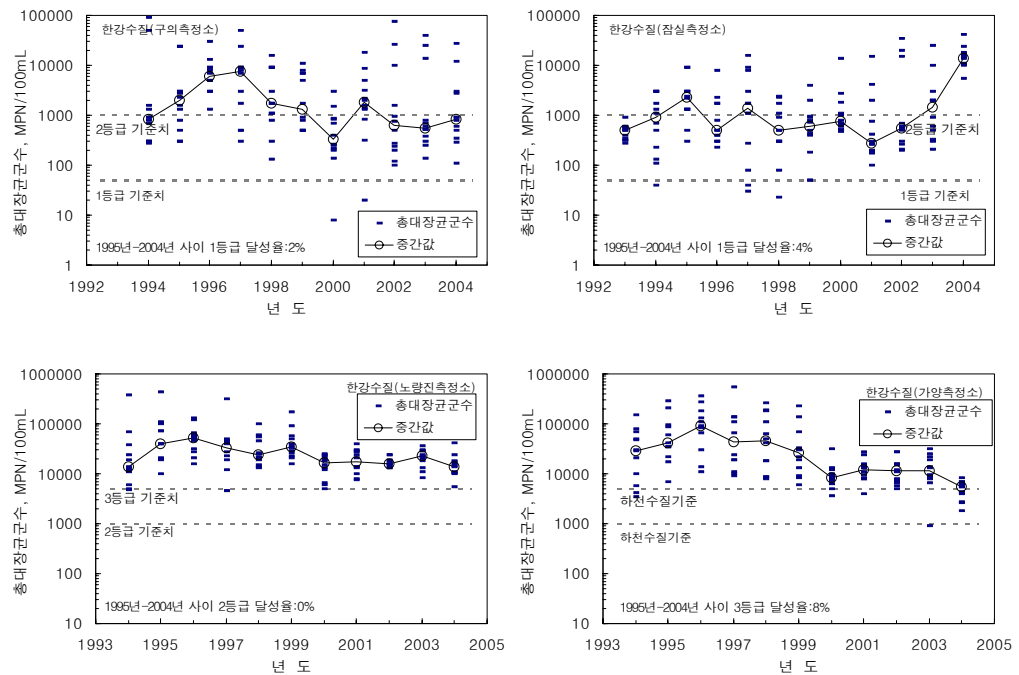 한강수질(구의측정소)
총대장균군수, MPN/100mL
100000
10000
1000
100
10
1
2등급 기준치
1등급 기준치
총대장균군수
중간값
1995년-2004년 사이 1등급 달성율:2%
1992 1994 1996 1998 2000 2002 2004
년 도
한강수질(잠실측정소)
총대장균군수, MPN/100mL
100000
10000
1000
100
10
1
2등급 기준치
1등급 기준치
총대장균군수
중간값
1995년-2004년 사이 1등급 달성율:4%
1992 1994 1996 1998 2000 2002 2004
년 도
한강수질(노량진측정소)
총대장균군수, MPN/100mL
1000000
100000
10000
1000
100
10
총대장균군수
중간값
3등급 기준치
2등급 기준치
1995년-2004년 사이 2등급 달성율:0%
1993 1995 1997 1999 2001 2003 2005
년 도
한강수질(가양측정소)
총대장균군수, MPN/100mL
1000000
100000
10000
1000
100
10
총대장균군수
중간값
하천수질기준
하천수질기준
1995년-2004년 사이 3등급 달성율:8%
1993 1995 1997 1999 2001 2003 2005
년 도